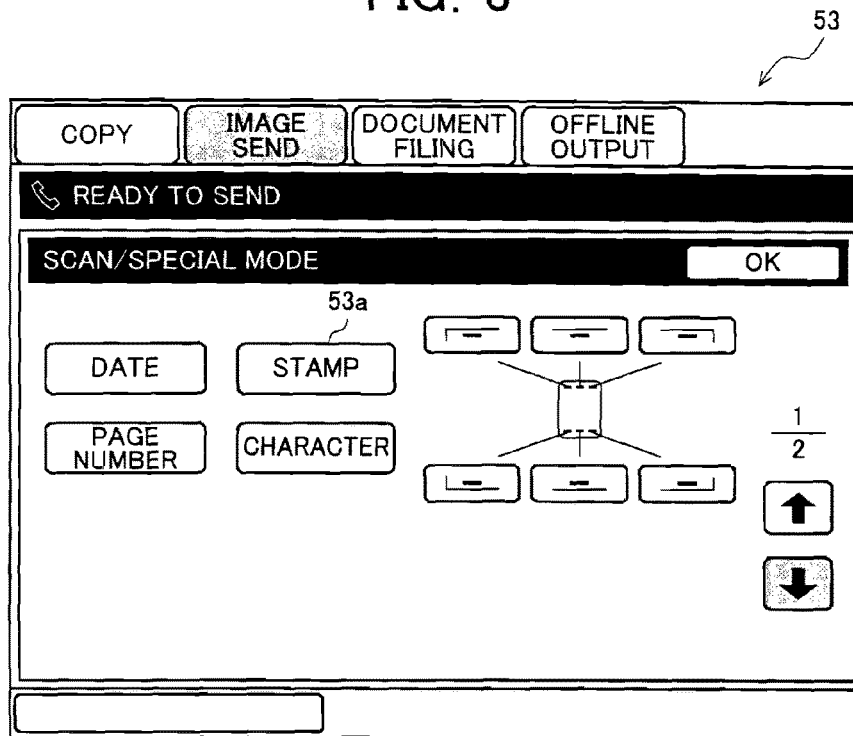 53
COPY
IMAGE SEND
DOCUMENT FILING
OFFLINE OUTPUT
READY TO SEND
SCAN/SPECIAL MODE
OK
53a
DATE
STAMP
PAGE NUMBER
CHARACTER
1
2